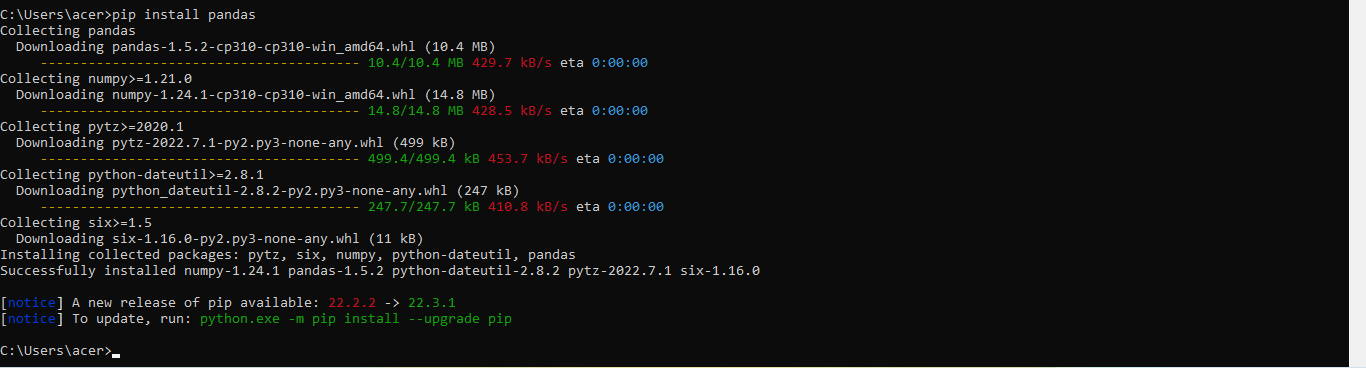 C:\Users\acer>pip install pandas
Collecting pandas
  Downloading pandas-1.5.2-cp310-cp310-win_amd64.whl (10.4 MB)
     ---------------------------------------- 10.4/10.4 MB 429.7 kB/s eta 0:00:00
Collecting numpy>=1.21.0
  Downloading numpy-1.24.1-cp310-cp310-win_amd64.whl (14.8 MB)
     ---------------------------------------- 14.8/14.8 MB 428.5 kB/s eta 0:00:00
Collecting pytz>=2020.1
  Downloading pytz-2022.7.1-py2.py3-none-any.whl (499 kB)
     ---------------------------------------- 499.4/499.4 kB 453.7 kB/s eta 0:00:00
Collecting python-dateutil>=2.8.1
  Downloading python_dateutil-2.8.2-py2.py3-none-any.whl (247 kB)
     ---------------------------------------- 247.7/247.7 kB 410.8 kB/s eta 0:00:00
Collecting six>=1.5
  Downloading six-1.16.0-py2.py3-none-any.whl (11 kB)
Installing collected packages: pytz, six, numpy, python-dateutil, pandas
Successfully installed numpy-1.24.1 pandas-1.5.2 python-dateutil-2.8.2 pytz-2022.7.1 six-1.16.0
[notice] A new release of pip available: 22.2.2 -> 22.3.1
[notice] To update, run: python.exe -m pip install --upgrade pip
C:\Users\acer>